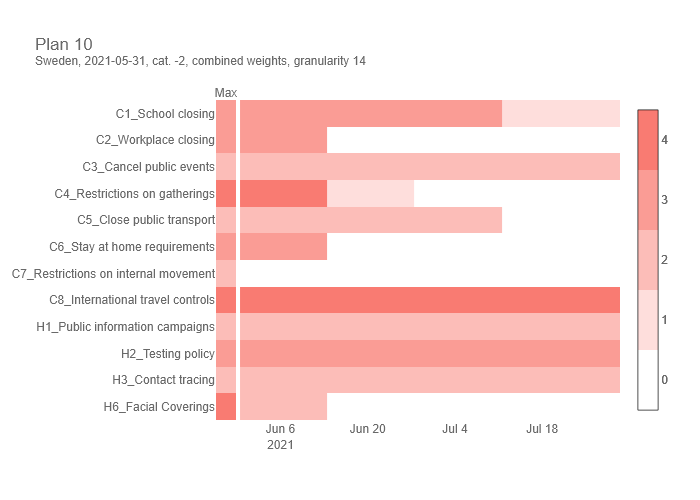 Plan 10
Sweden, 2021-05-31, cat. -2, combined weights, granularity 14
Max
C1_School closing
C2_Workplace closing
C3_Cancel public events
C4_Restrictions on gatherings
C5_Close public transport
C6_Stay at home requirements
C7_Restrictions on internal movement
C8_International travel controls
H1_Public information campaigns
H2_Testing policy
H3_Contact tracing
H6_Facial Coverings
Jun 6
2021
Jun 20
Jul 4
Jul 18
4
3
2
1
0